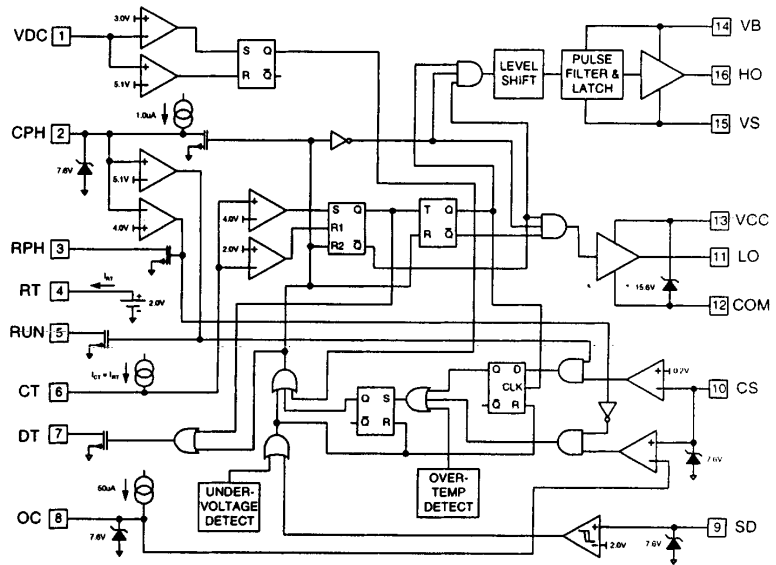 VDC 1
3.0V
5.1V
S Q
R Q̅
CPH 2
1.0uA
7.6V
5.1V
4.0V
RPH 3
RT 4
IRT
2.0V
RUN 5
CT 6
ICT = IRT
DT 7
OC 8
50uA
7.6V
4.0V
2.0V
S Q
R1
R2 Q̅
T Q
R Q̅
LEVEL
SHIFT
PULSE
FILTER &
LATCH
14 VB
16 HO
15 VS
13 VCC
11 LO
12 COM
15.6V
Q D
CLK
Q̅ R
Q S
Q̅ R
0.2V
10 CS
7.6V
UNDER-
VOLTAGE
DETECT
OVER-
TEMP
DETECT
2.0V
7.6V
9 SD